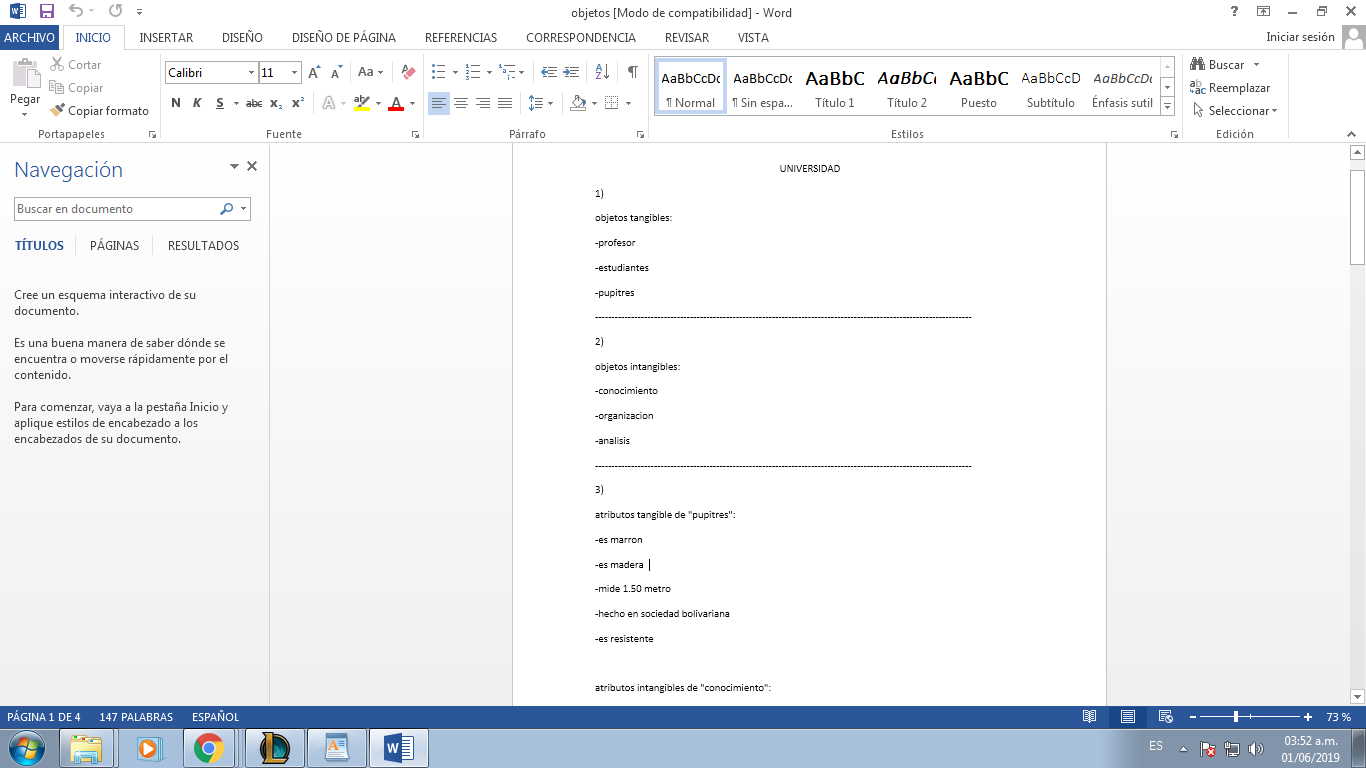 objetos [Modo de compatibilidad] - Word
ARCHIVO INICIO INSERTAR DISEÑO DISEÑO DE PÁGINA REFERENCIAS CORRESPONDENCIA REVISAR VISTA Iniciar sesión
Pegar
Cortar
Copiar
Copiar formato
Portapapeles
Calibri 11
Aa
N K S abc x₂ x²
A A
Fuente
Párrafo
AaBbCcDc AaBbCcDc AaBbC AaBbCc AaBbC AaBbCcD AaBbCcDc
¶ Normal ¶ Sin espa... Título 1 Título 2 Puesto Subtítulo Énfasis sutil
Estilos
Buscar
Reemplazar
Seleccionar
Edición
Navegación
Buscar en documento
TÍTULOS PÁGINAS RESULTADOS
Cree un esquema interactivo de su
documento.
Es una buena manera de saber dónde se
encuentra o moverse rápidamente por el
contenido.
Para comenzar, vaya a la pestaña Inicio y
aplique estilos de encabezado a los
encabezados de su documento.
UNIVERSIDAD
1)
objetos tangibles:
-profesor
-estudiantes
-pupitres
--------------------------------------------------------------------------------------------------------------------
2)
objetos intangibles:
-conocimiento
-organizacion
-analisis
--------------------------------------------------------------------------------------------------------------------
3)
atributos tangible de "pupitres":
-es marron
-es madera
-mide 1.50 metro
-hecho en sociedad bolivariana
-es resistente
atributos intangibles de "conocimiento":
PÁGINA 1 DE 4 147 PALABRAS ESPAÑOL 73 %
ES
03:52 a.m.
01/06/2019